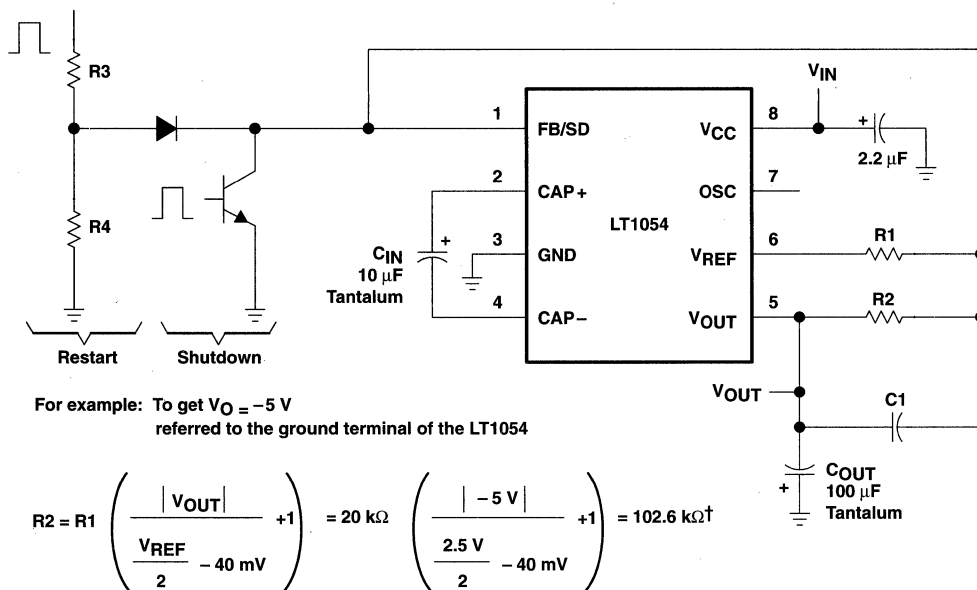 R3
R4
Restart
Shutdown
1
FB/SD
2
CAP+
3
GND
4
CAP−
CIN
10 μF
Tantalum
+
LT1054
8
VCC
7
OSC
6
VREF
5
VOUT
VIN
+
2.2 μF
R1
R2
VOUT
C1
COUT
100 μF
Tantalum
+
For example: To get VO = −5 V
referred to the ground terminal of the LT1054
R2 = R1 ( |VOUT| / ( VREF / 2 − 40 mV ) +1 ) = 20 kΩ ( |−5 V| / ( 2.5 V / 2 − 40 mV ) +1 ) = 102.6 kΩ†